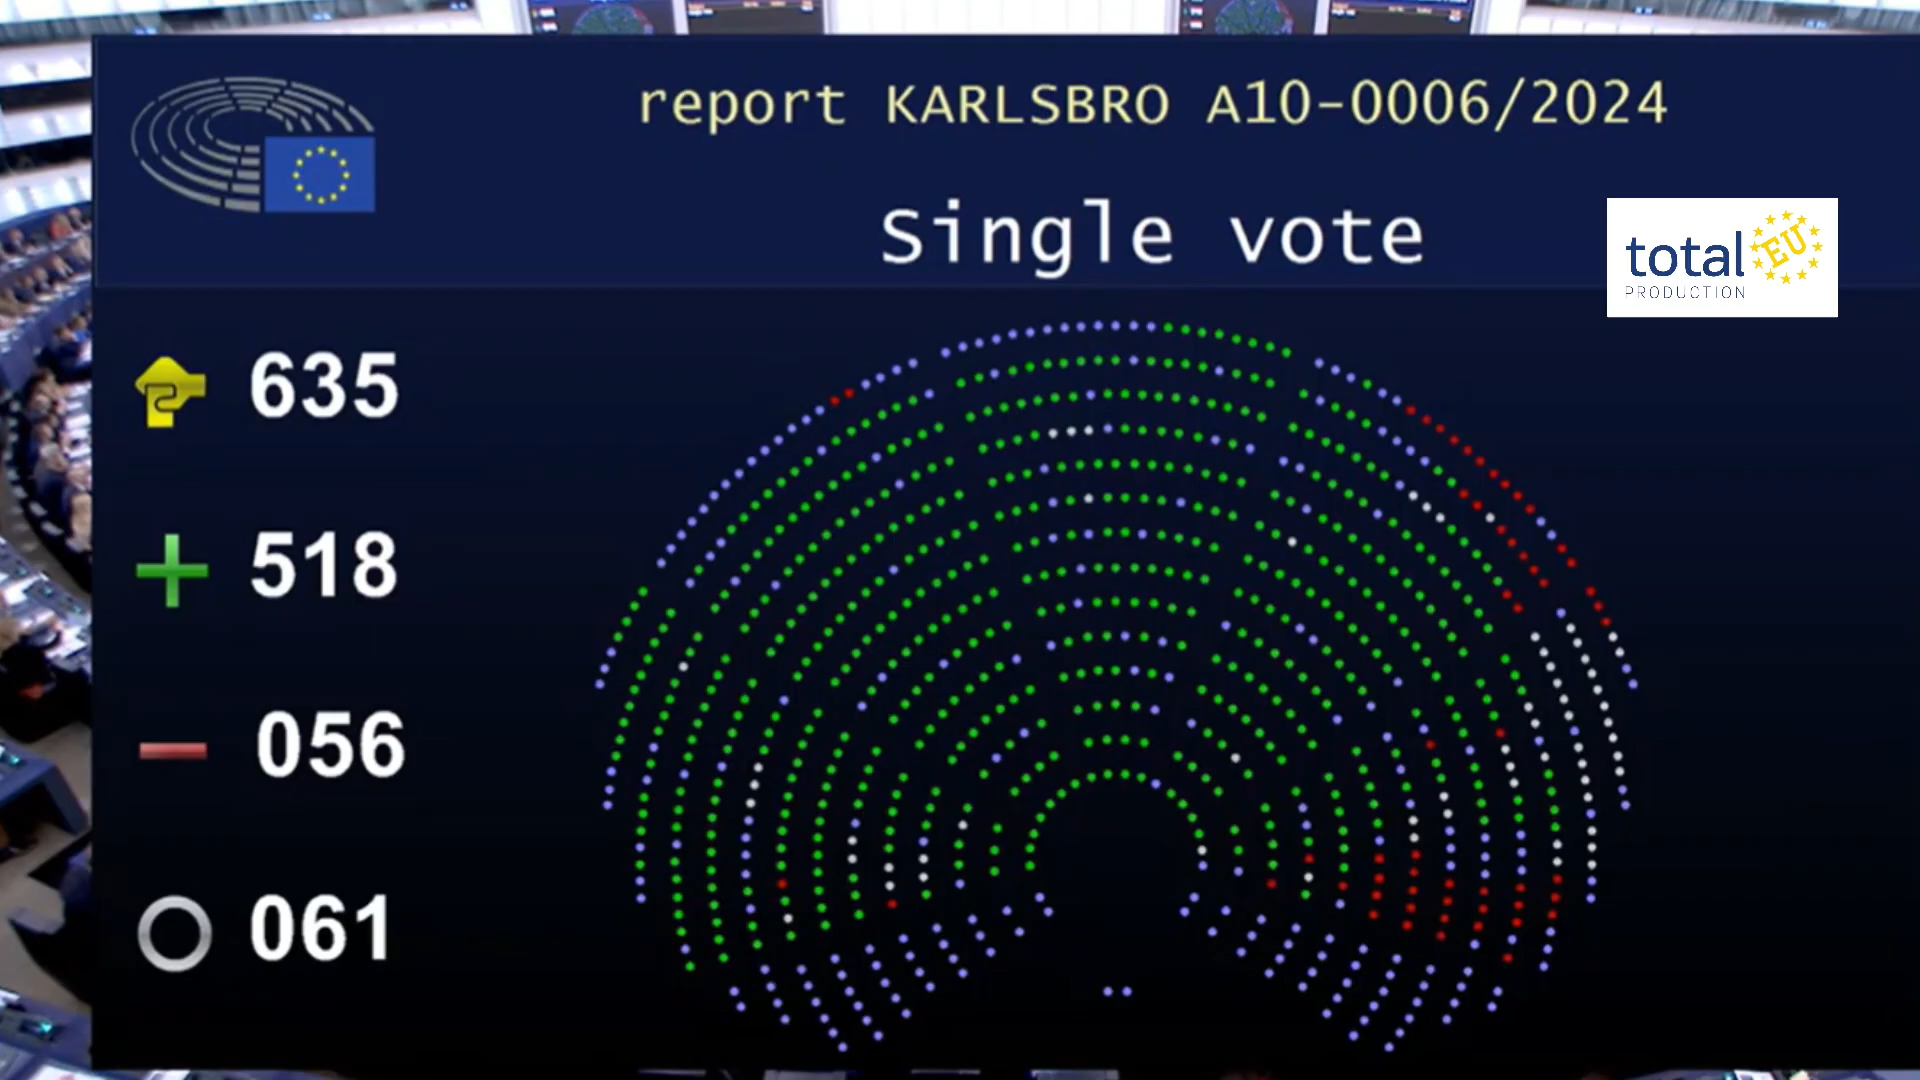 report KARLSBRO A10-0006/2024
Single vote
total EU
PRODUCTION
635
518
056
061